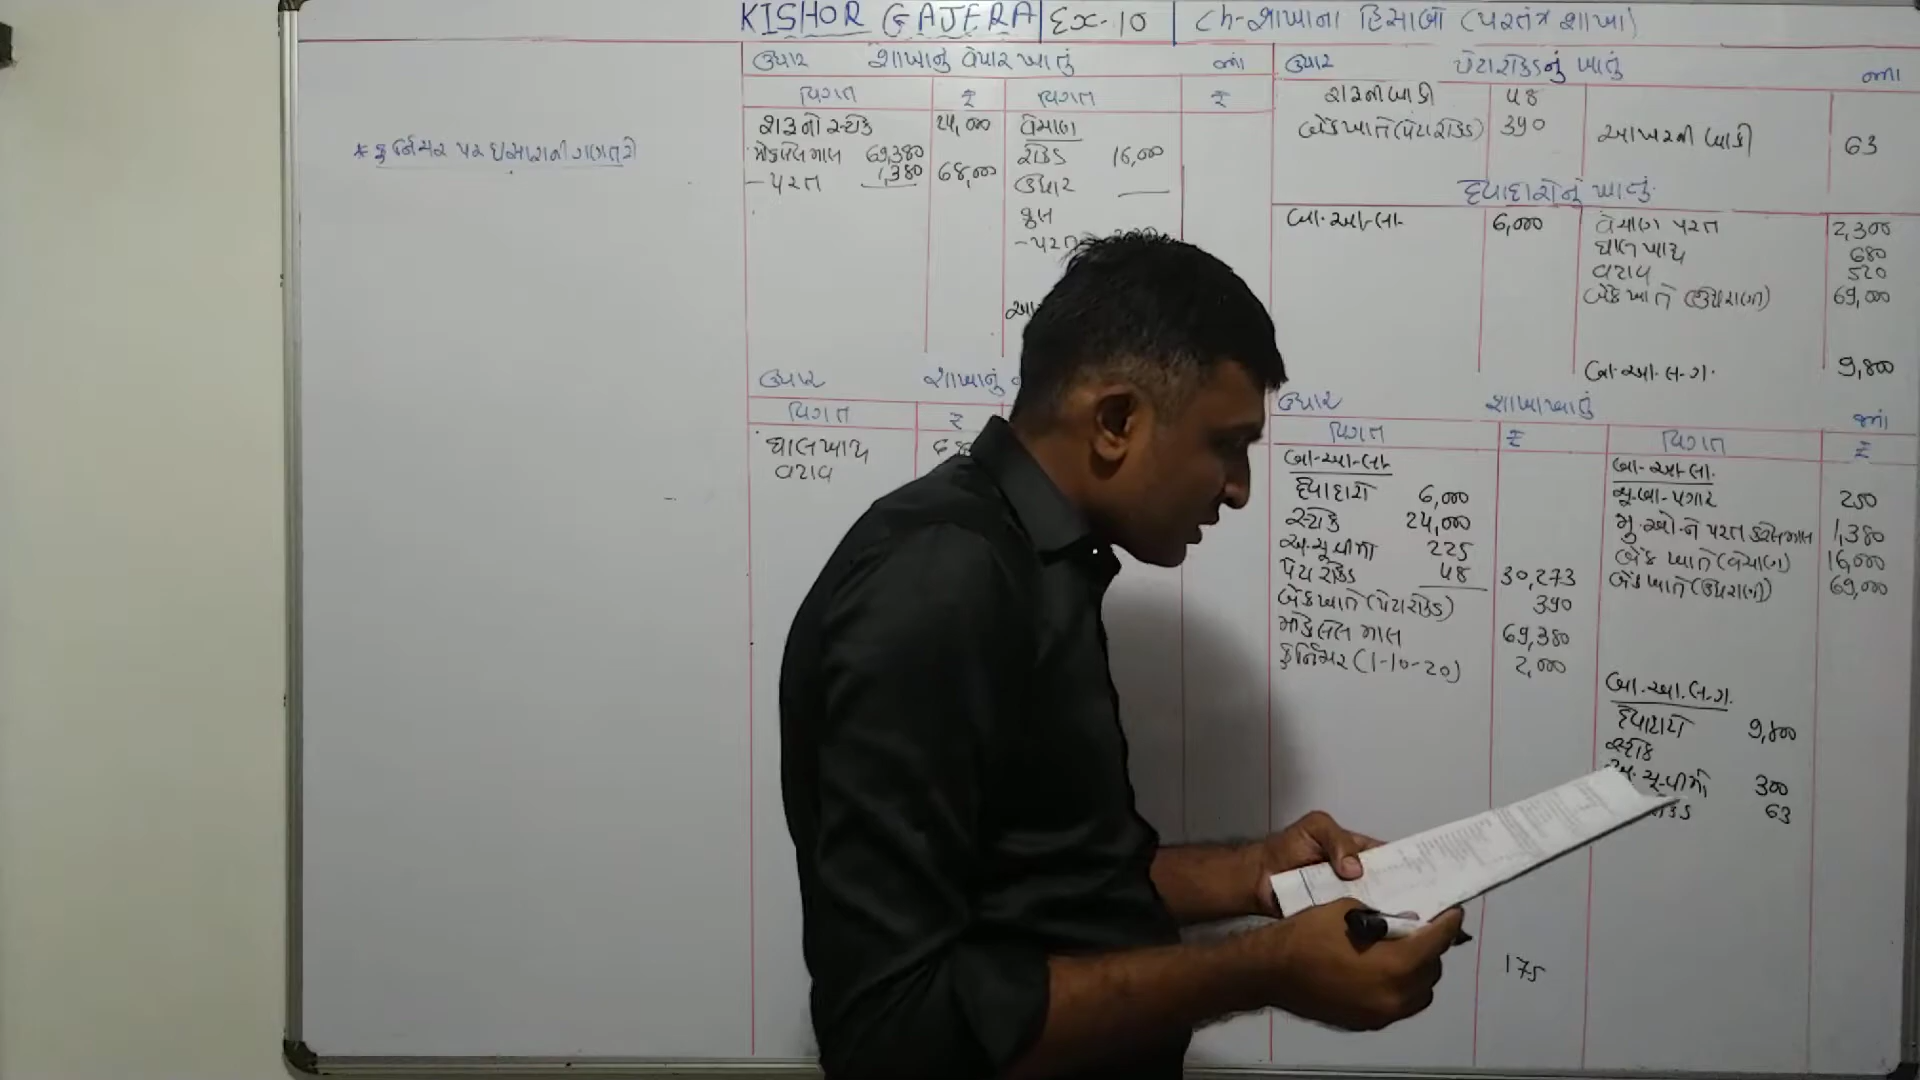 KISHOR GAJERA EX-10 Ch-શાખાના હિસાબો (પરતંત્ર શાખા)
* ફર્નિચર પર ઘસારાની ગણતરી
ઉધાર શાખાનું વેપાર ખાતું જમા
વિગત ₹ વિગત ₹
શરૂનો સ્ટોક 24,000 વેચાણ
મોકલેલ માલ 69,380 રોકડ 16,000
- પરત 1,380 68,000 ઉધાર
કુલ
- પરત
ઉધાર શાખાનું
વિગત ₹
ઘાલખાધ
વટાવ
ઉધાર પેટારોકડનું ખાતું જમા
શરૂની બાકી 48
બેંક ખાતે (પેટા રોકડ) 390 આખરની બાકી 63
દેવાદારોનું ખાતું
બા.આ.લા. 6,000 વેચાણ પરત 2,300
ઘાલખાધ 680
વટાવ 520
બેંક ખાતે (ઉઘરાણી) 69,000
બા.આ.લ.ગ. 9,800
ઉધાર શાખા ખાતું જમા
વિગત ₹ વિગત ₹
બા.આ.લા. બા.આ.લા.
દેવાદારો 6,000 ચૂ.બા.પગાર 250
સ્ટોક 24,000 મુ.ઓ.ને પરત કરેલ માલ 1,380
અ.ચૂ.વીમો 225 બેંક ખાતે (વેચાણ) 16,000
પેટા રોકડ 48 30,273 બેંક ખાતે (ઉઘરાણી) 69,000
બેંક ખાતે (પેટારોકડ) 390
મોકલેલ માલ 69,380
ફર્નિચર (1-10-20) 2,000
બા.આ.લ.ગ.
દેવાદારો 9,800
સ્ટોક
અ.ચૂ.વીમો 300
63
175